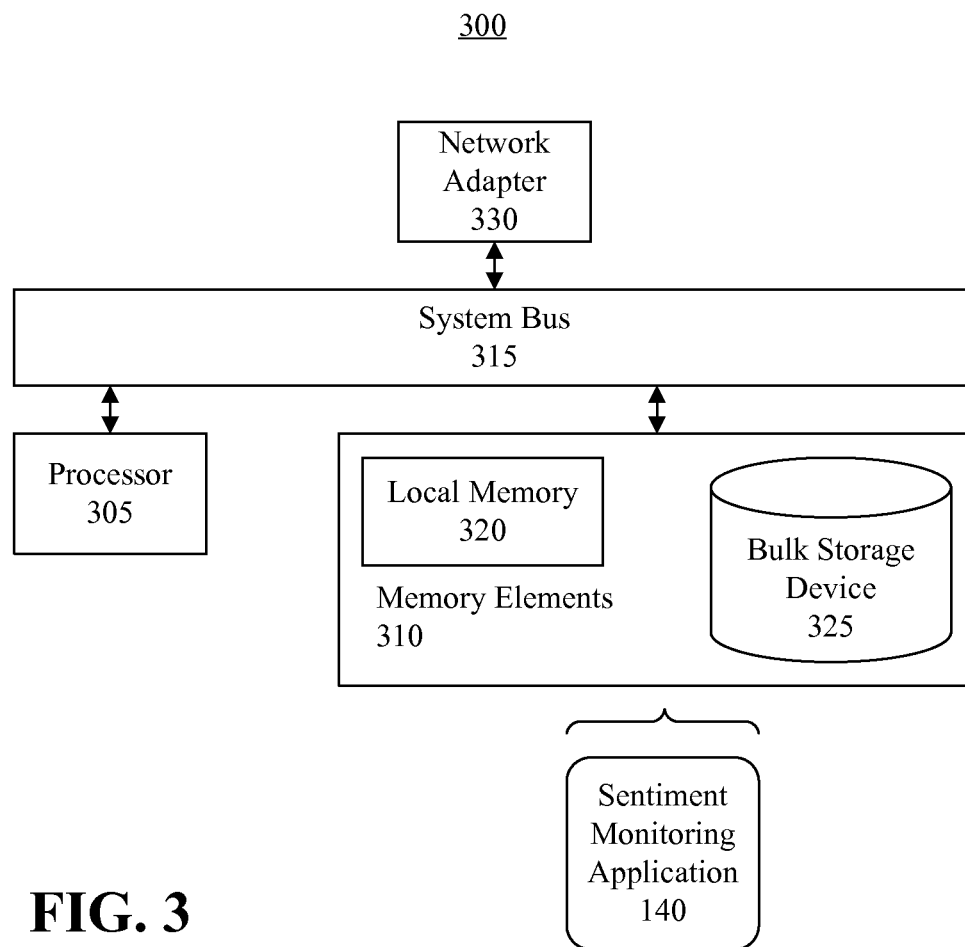 300
Network
Adapter
330
System Bus
315
Processor
305
Local Memory
320
Memory Elements
310
Bulk Storage
Device
325
Sentiment
Monitoring
Application
140
FIG. 3